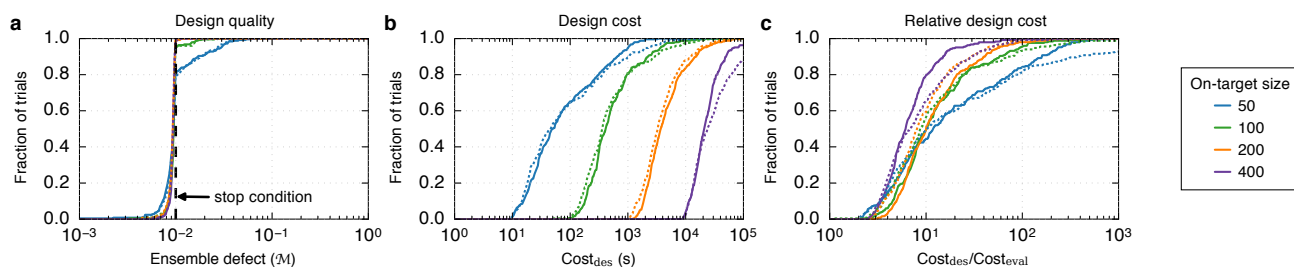 a Design quality
Fraction of trials
1.0
0.8
0.6
0.4
0.2
0.0
stop condition
10⁻³ 10⁻² 10⁻¹ 10⁰
Ensemble defect (ℳ)
b Design cost
Fraction of trials
1.0
0.8
0.6
0.4
0.2
0.0
10⁰ 10¹ 10² 10³ 10⁴ 10⁵
Cost_des (s)
c Relative design cost
Fraction of trials
1.0
0.8
0.6
0.4
0.2
0.0
10⁰ 10¹ 10² 10³
Cost_des/Cost_eval
On-target size
50
100
200
400